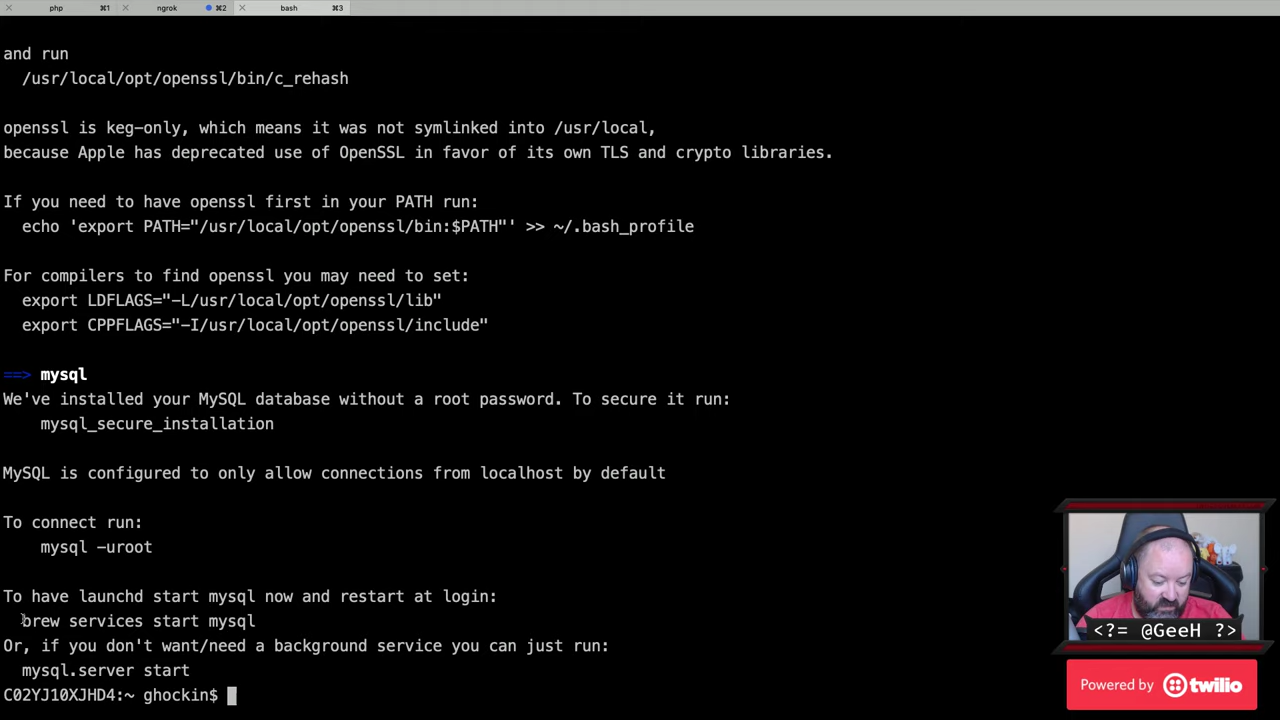 php
⌘1
ngrok
⌘2
bash
⌘3
and run
/usr/local/opt/openssl/bin/c_rehash
openssl is keg-only, which means it was not symlinked into /usr/local,
because Apple has deprecated use of OpenSSL in favor of its own TLS and crypto libraries.
If you need to have openssl first in your PATH run:
echo 'export PATH="/usr/local/opt/openssl/bin:$PATH"' >> ~/.bash_profile
For compilers to find openssl you may need to set:
export LDFLAGS="-L/usr/local/opt/openssl/lib"
export CPPFLAGS="-I/usr/local/opt/openssl/include"
==> mysql
We've installed your MySQL database without a root password. To secure it run:
mysql_secure_installation
MySQL is configured to only allow connections from localhost by default
To connect run:
mysql -uroot
To have launchd start mysql now and restart at login:
brew services start mysql
Or, if you don't want/need a background service you can just run:
mysql.server start
C02YJ10XJHD4:~ ghockin$
<?= @GeeH ?>
Powered by twilio